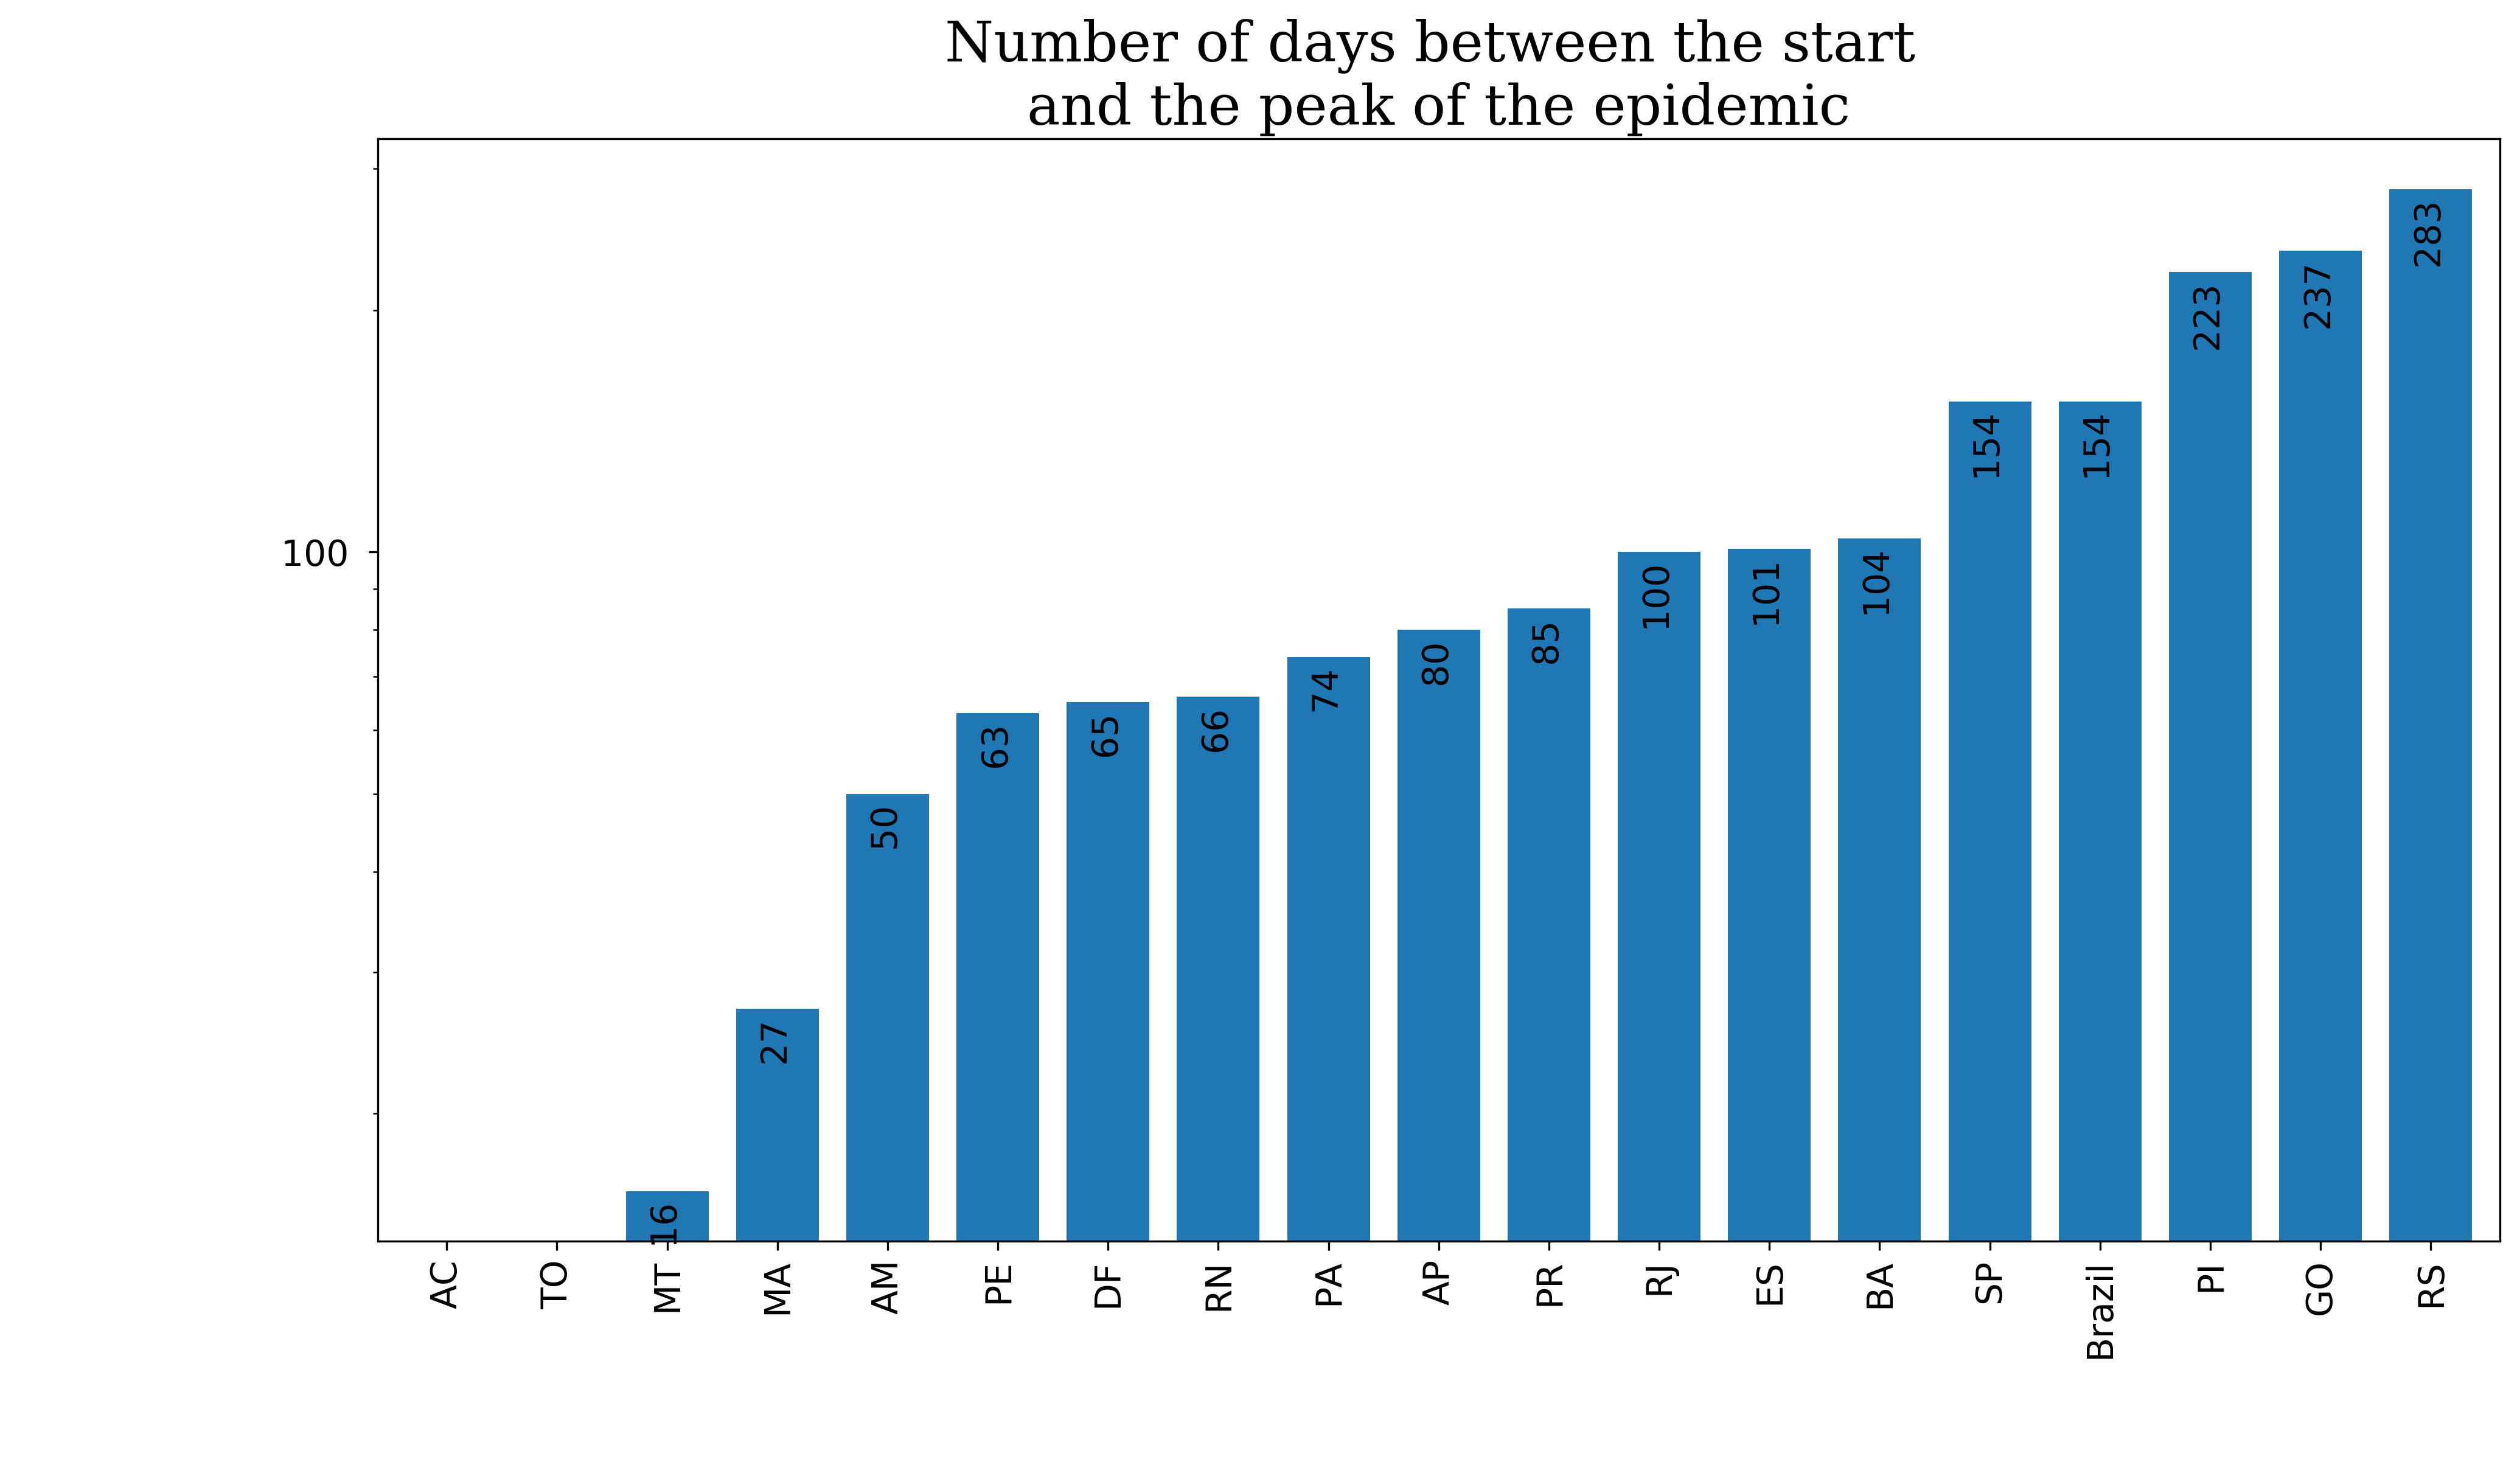 Number of days between the start
and the peak of the epidemic
100
16
27
50
63
65
66
74
80
85
100
101
104
154
154
223
237
283
AC
TO
MT
MA
AM
PE
DF
RN
PA
AP
PR
RJ
ES
BA
SP
Brazil
PI
GO
RS